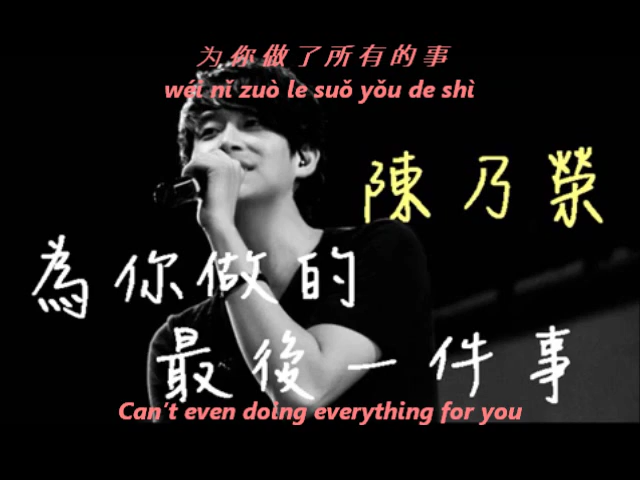 为你做了所有的事
wéi nǐ zuò le suǒ yǒu de shì
陳乃榮
為你做的
最後一件事
Can't even doing everything for you